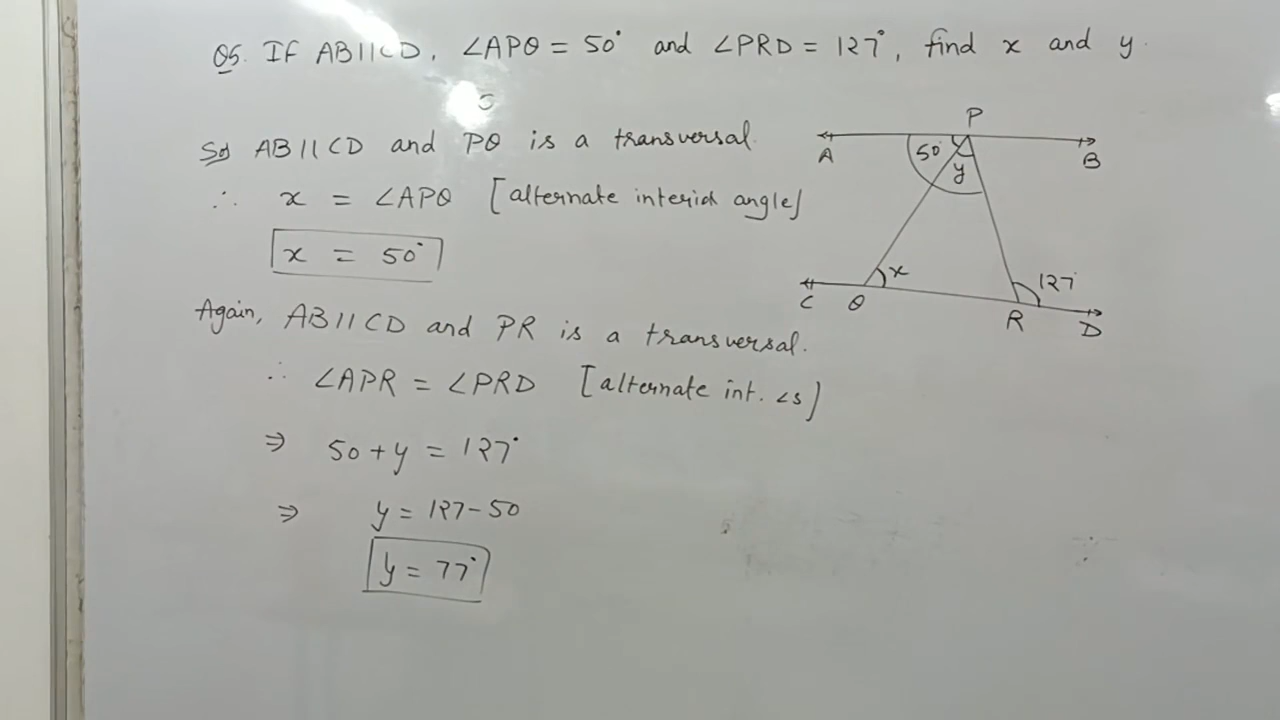 Q5. If AB||CD, ∠APQ = 50° and ∠PRD = 127°, find x and y.
Sol AB||CD and PQ is a transversal.
∴ x = ∠APQ [alternate interior angle]
x = 50°
Again, AB||CD and PR is a transversal.
∴ ∠APR = ∠PRD [alternate int. ∠s]
⇒ 50 + y = 127°
⇒ y = 127 - 50
y = 77°
P
A
50°
B
y
x
127°
C
Q
R
D